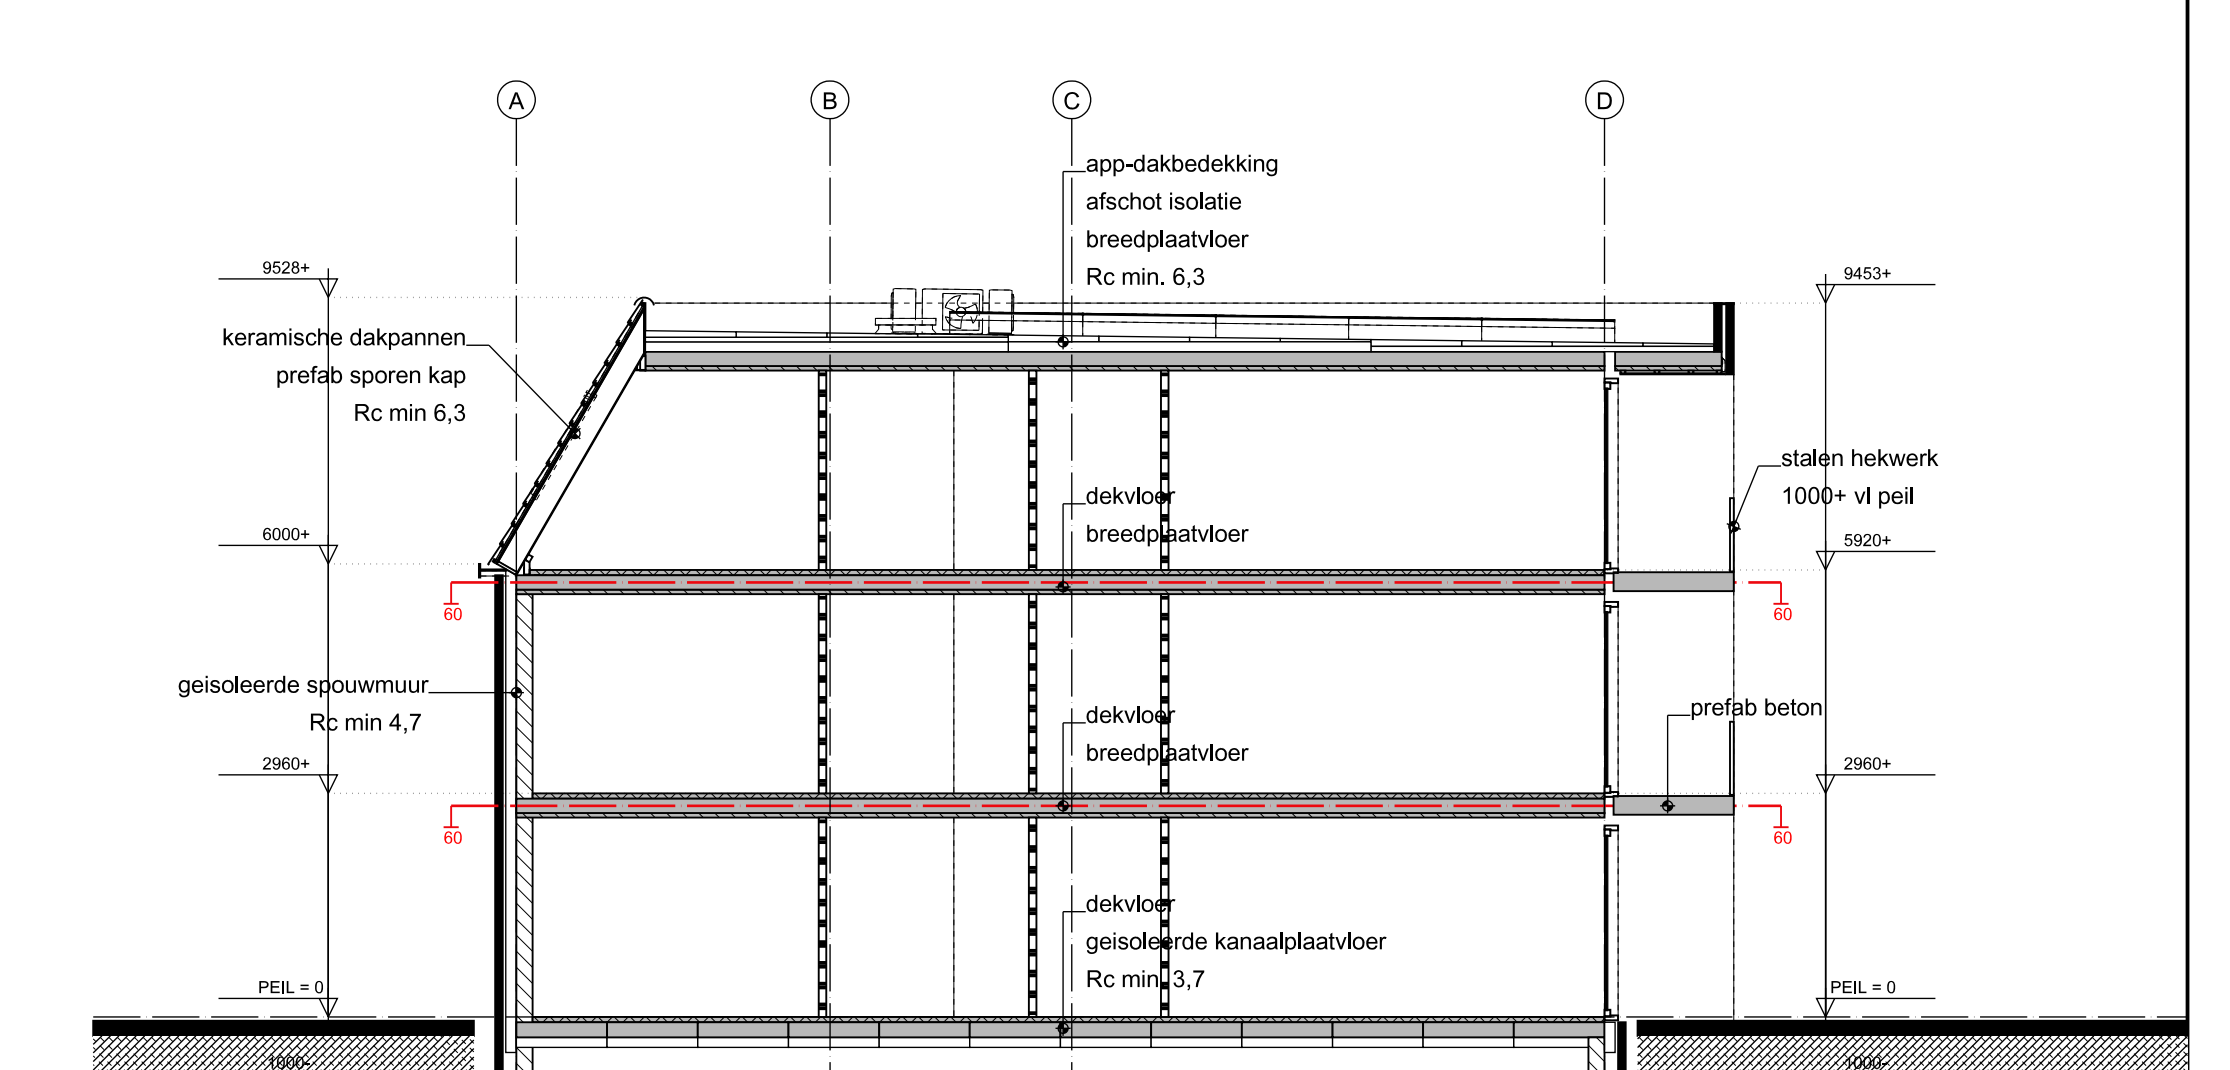 A
B
C
D
app-dakbedekking
afschot isolatie
breedplaatvloer
Rc min. 6,3
9528+
9453+
keramische dakpannen
prefab sporen kap
Rc min 6,3
stalen hekwerk
1000+ vl peil
dekvloer
breedplaatvloer
6000+
5920+
60
60
geisoleerde spouwmuur
Rc min 4,7
prefab beton
dekvloer
breedplaatvloer
2960+
2960+
60
60
dekvloer
geisoleerde kanaalplaatvloer
Rc min. 3,7
PEIL = 0
PEIL = 0
1000-
1000-